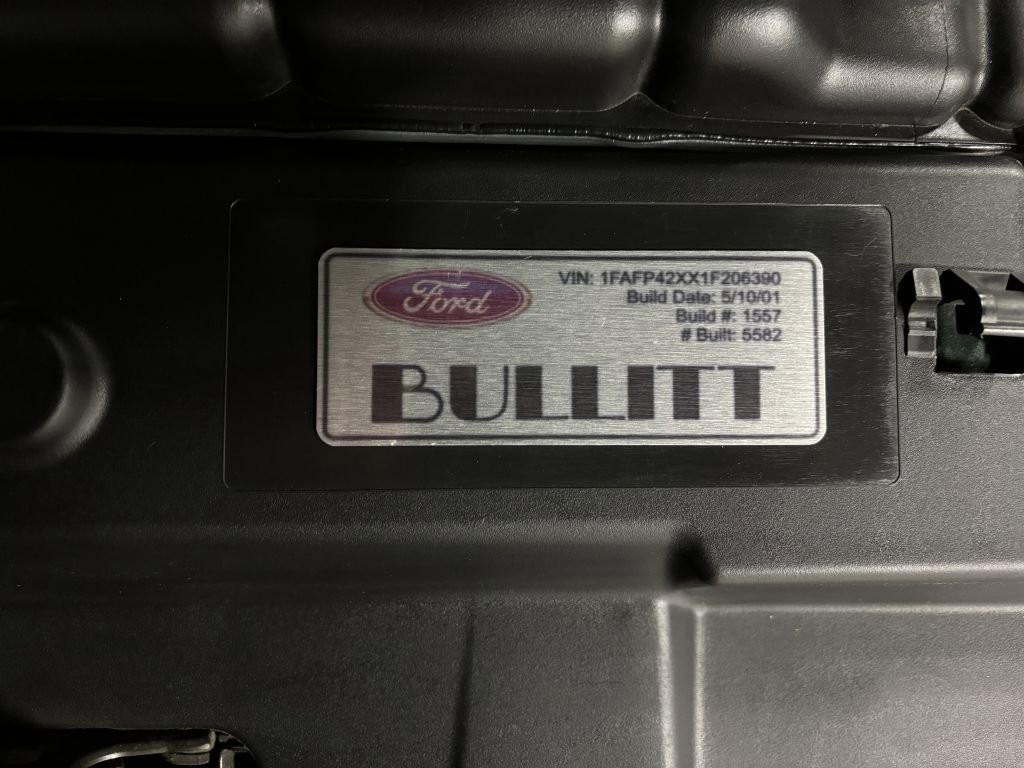 Ford
VIN: 1FAFP42XX1F206390
Build Date: 5/10/01
Build #: 1557
# Built: 5582
BULLITT